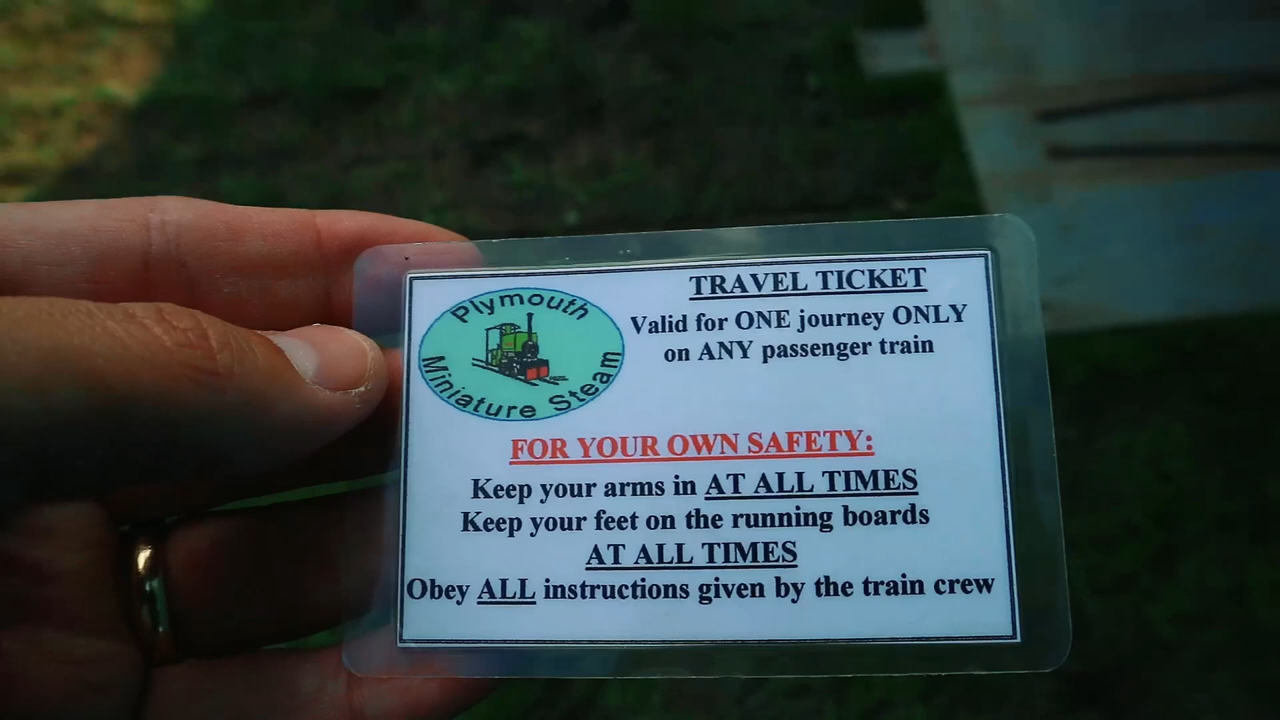 Plymouth
Miniature Steam
TRAVEL TICKET
Valid for ONE journey ONLY
on ANY passenger train
FOR YOUR OWN SAFETY:
Keep your arms in AT ALL TIMES
Keep your feet on the running boards
AT ALL TIMES
Obey ALL instructions given by the train crew